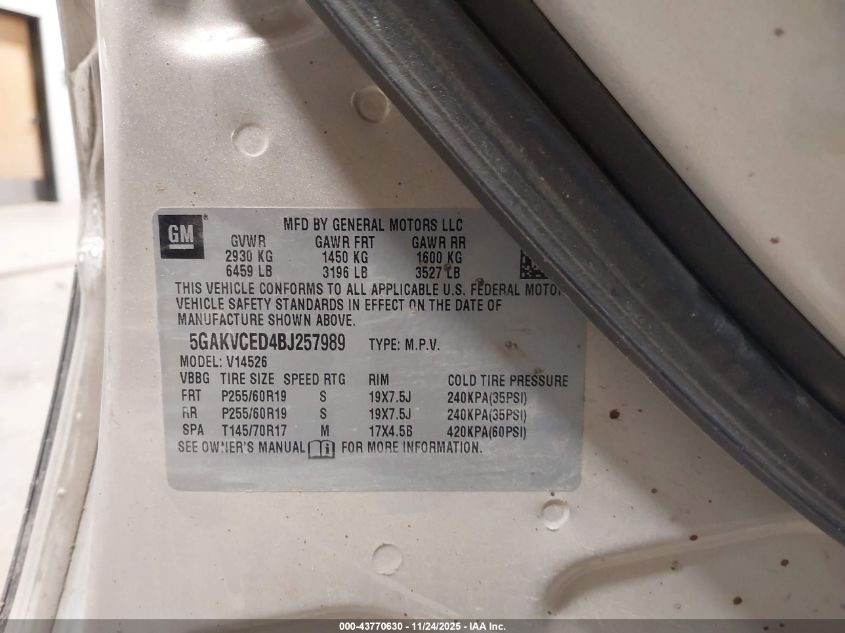 GM ®
MFD BY GENERAL MOTORS LLC
GVWR GAWR FRT GAWR RR
2930 KG 1450 KG 1600 KG
6459 LB 3196 LB 3527 LB
THIS VEHICLE CONFORMS TO ALL APPLICABLE U.S. FEDERAL MOTOR
VEHICLE SAFETY STANDARDS IN EFFECT ON THE DATE OF
MANUFACTURE SHOWN ABOVE.
5GAKVCED4BJ257989 TYPE: M.P.V.
MODEL: V14526
VBBG TIRE SIZE SPEED RTG RIM COLD TIRE PRESSURE
FRT P255/60R19 S 19X7.5J 240KPA(35PSI)
RR P255/60R19 S 19X7.5J 240KPA(35PSI)
SPA T145/70R17 M 17X4.5B 420KPA(60PSI)
SEE OWNER'S MANUAL FOR MORE INFORMATION.
000-43770630 - 11/24/2025 - IAA Inc.